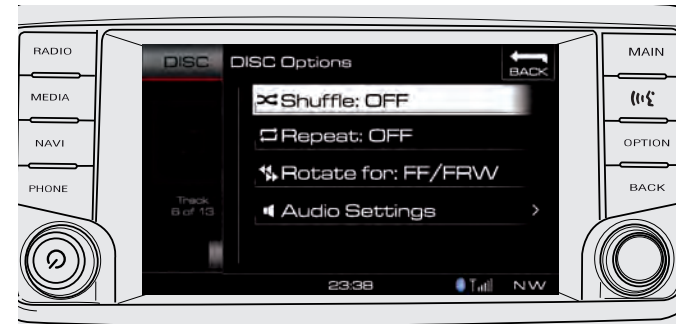 RADIO
MEDIA
NAVI
PHONE
DISC
DISC Options
BACK
Shuffle: OFF
Repeat: OFF
Rotate for: FF/FRW
Audio Settings
Track
6 of 13
23:38
NW
MAIN
OPTION
BACK